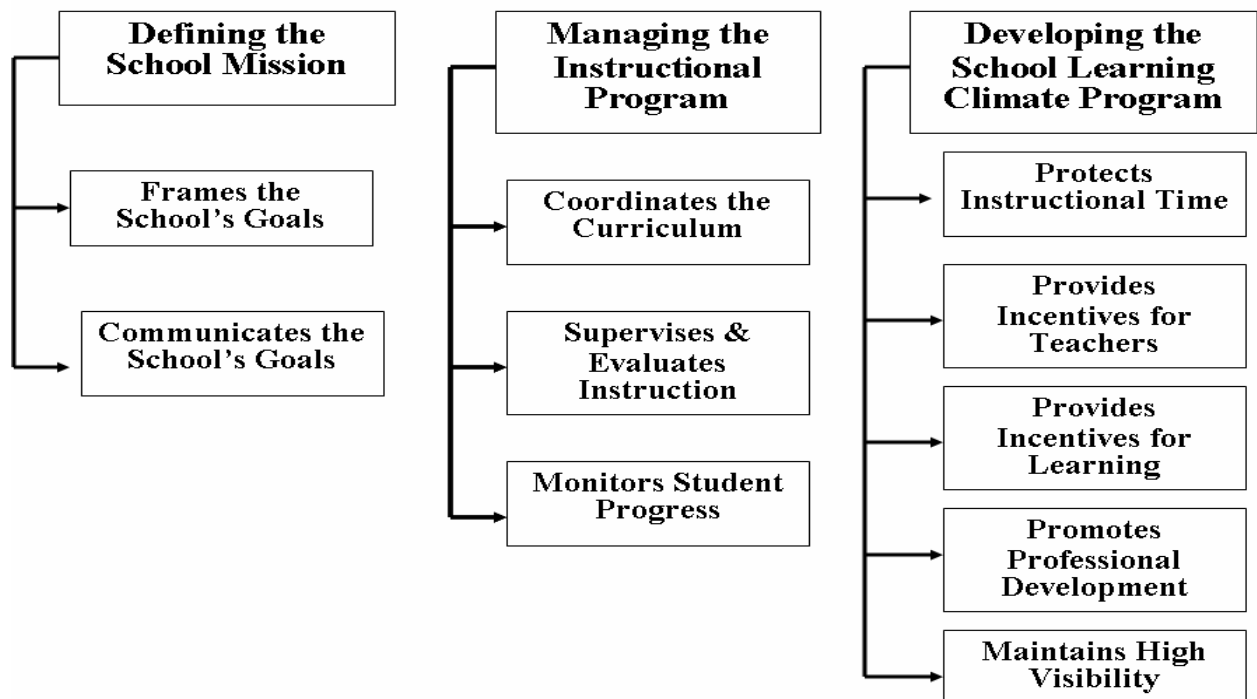 Defining the
School Mission
Frames the
School's Goals
Communicates the
School's Goals
Managing the
Instructional
Program
Coordinates the
Curriculum
Supervises &
Evaluates
Instruction
Monitors Student
Progress
Developing the
School Learning
Climate Program
Protects
Instructional Time
Provides
Incentives for
Teachers
Provides
Incentives for
Learning
Promotes
Professional
Development
Maintains High
Visibility